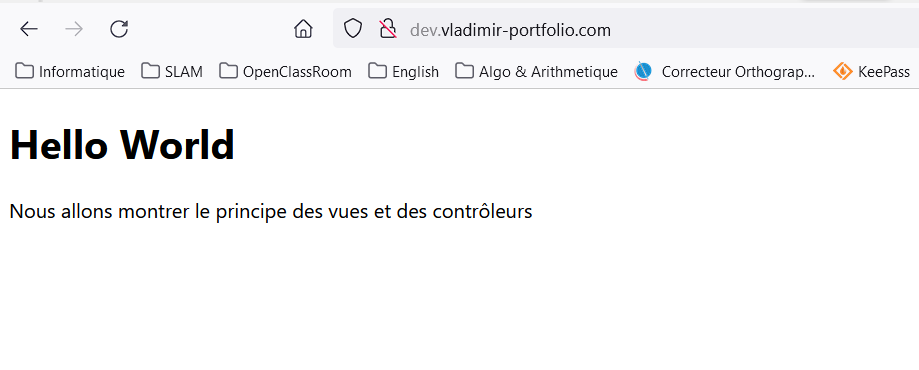 dev.vladimir-portfolio.com
Informatique SLAM OpenClassRoom English Algo & Arithmetique Correcteur Orthograp... KeePass
Hello World
Nous allons montrer le principe des vues et des contrôleurs